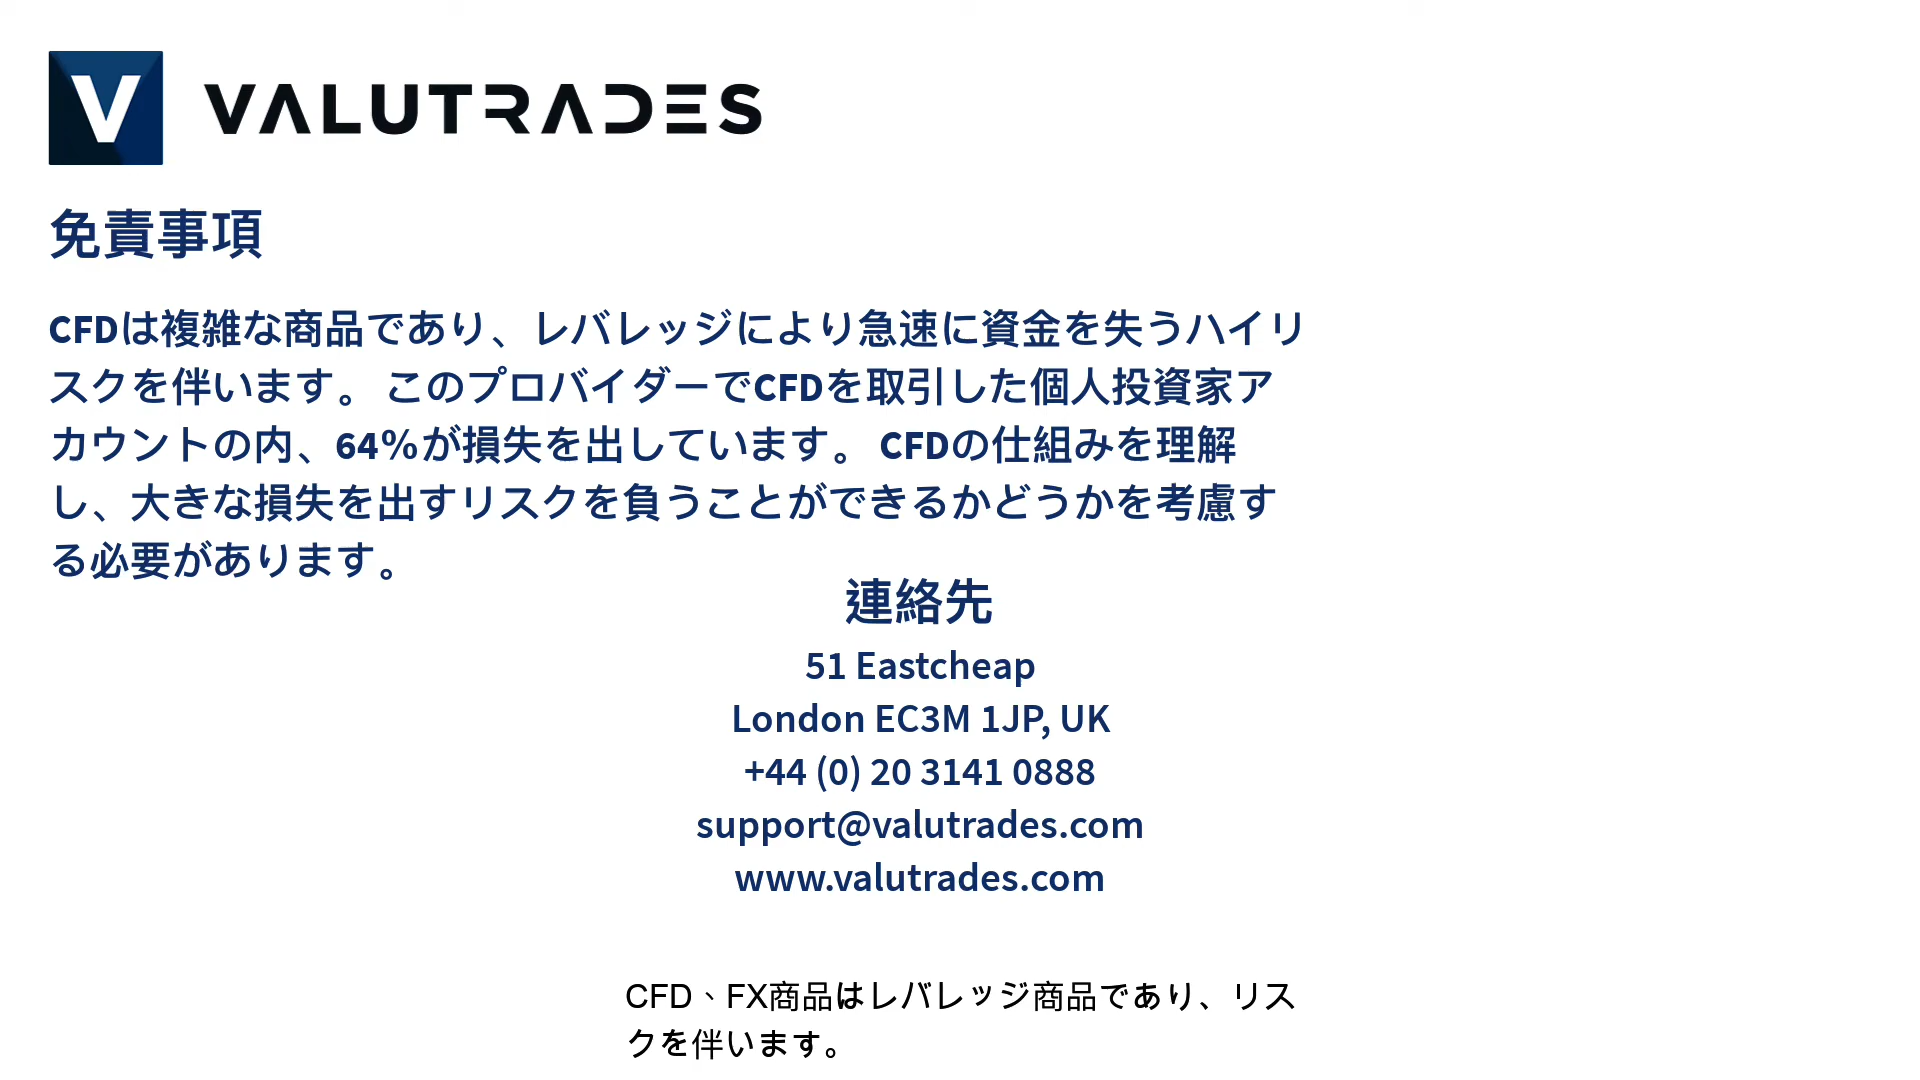 V VALUTRADES
免責事項
CFDは複雑な商品であり、レバレッジにより急速に資金を失うハイリ
スクを伴います。 このプロバイダーでCFDを取引した個人投資家ア
カウントの内、64％が損失を出しています。 CFDの仕組みを理解
し、大きな損失を出すリスクを負うことができるかどうかを考慮す
る必要があります。
連絡先
51 Eastcheap
London EC3M 1JP, UK
+44 (0) 20 3141 0888
support@valutrades.com
www.valutrades.com
CFD、FX商品はレバレッジ商品であり、リス
クを伴います。